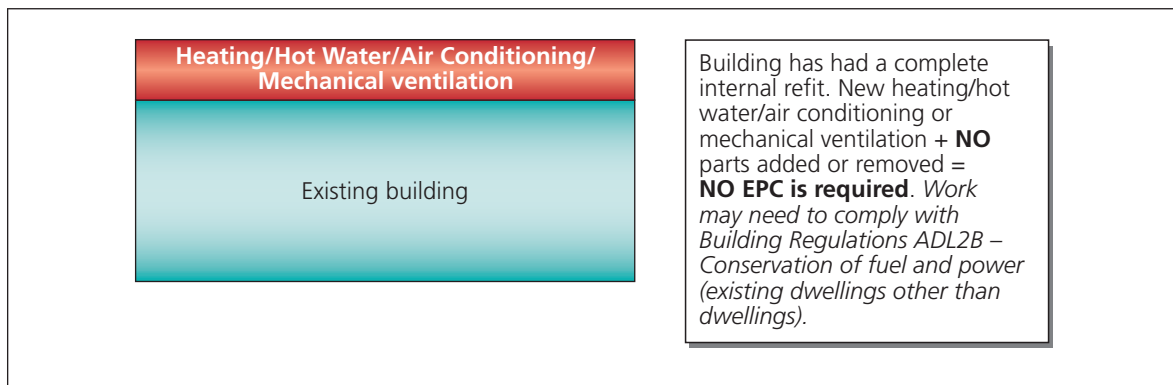 Heating/Hot Water/Air Conditioning/
Mechanical ventilation
Existing building
Building has had a complete
internal refit. New heating/hot
water/air conditioning or
mechanical ventilation + NO
parts added or removed =
NO EPC is required. Work
may need to comply with
Building Regulations ADL2B –
Conservation of fuel and power
(existing dwellings other than
dwellings).